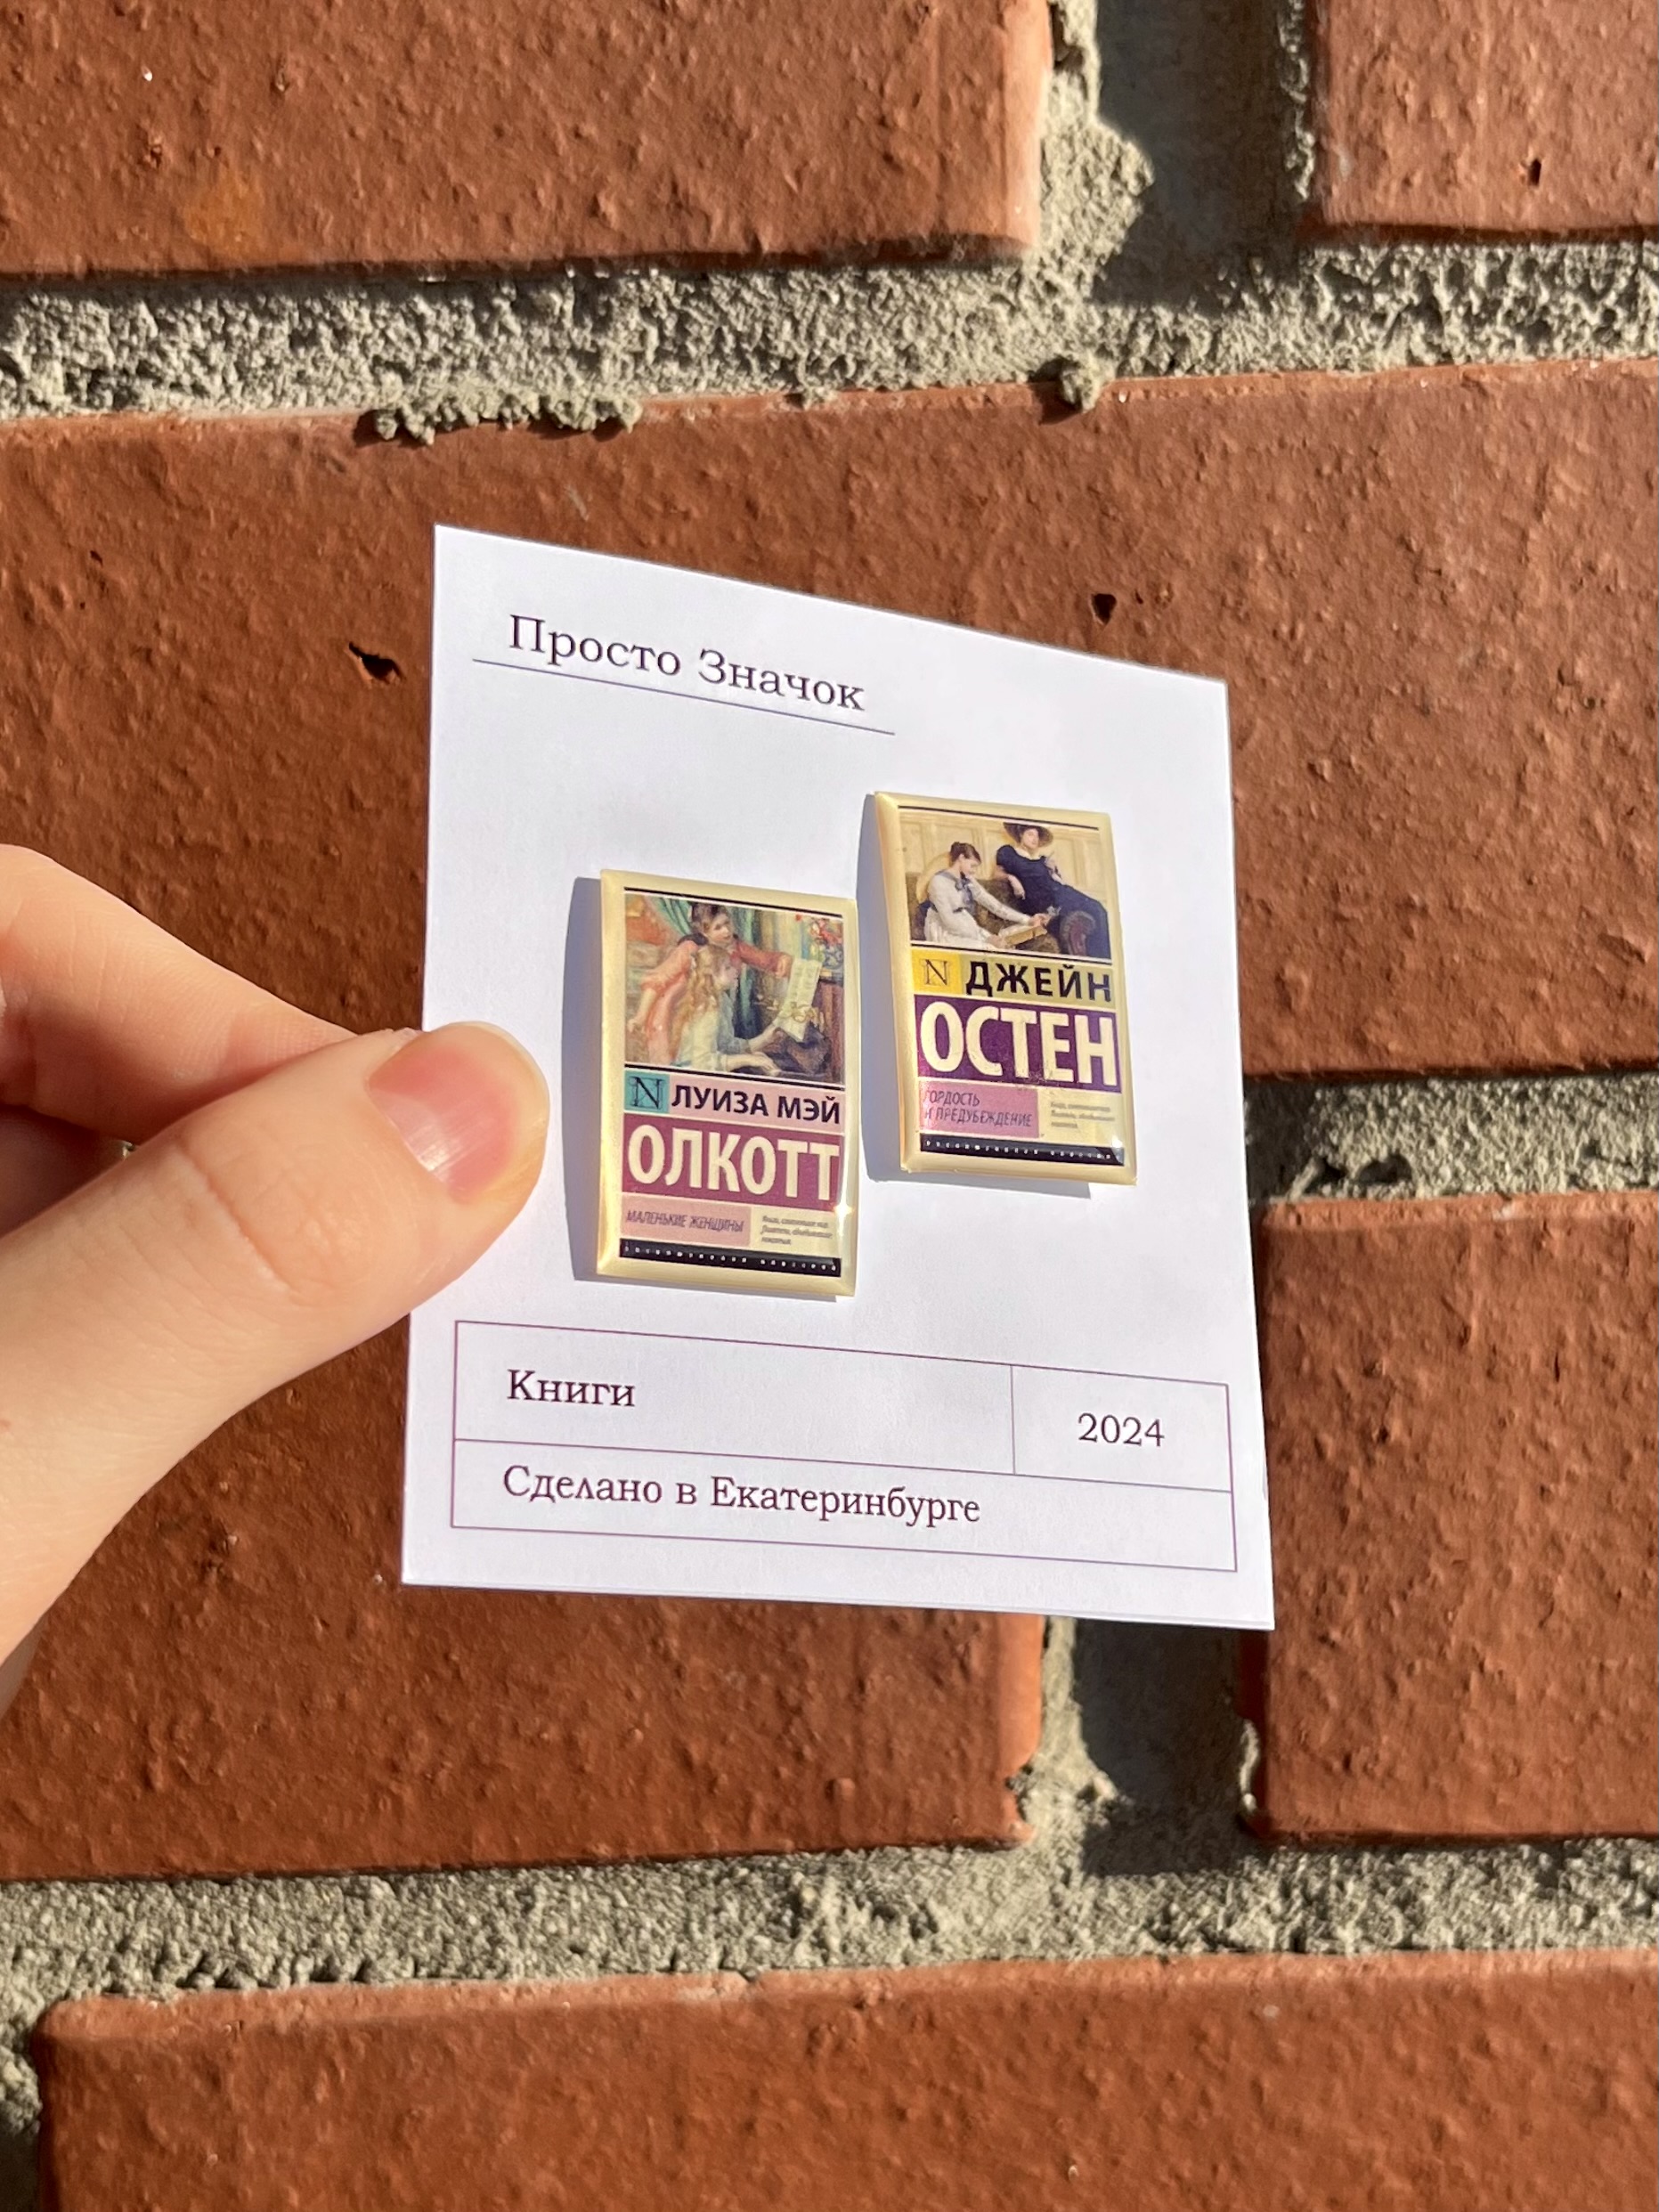 Просто Значок
N ЛУИЗА МЭЙ
ОЛКОТТ
МАЛЕНЬКИЕ ЖЕНЩИНЫ
N ДЖЕЙН
ОСТЕН
ГОРДОСТЬ
И ПРЕДУБЕЖДЕНИЕ
Книги
2024
Сделано в Екатеринбурге